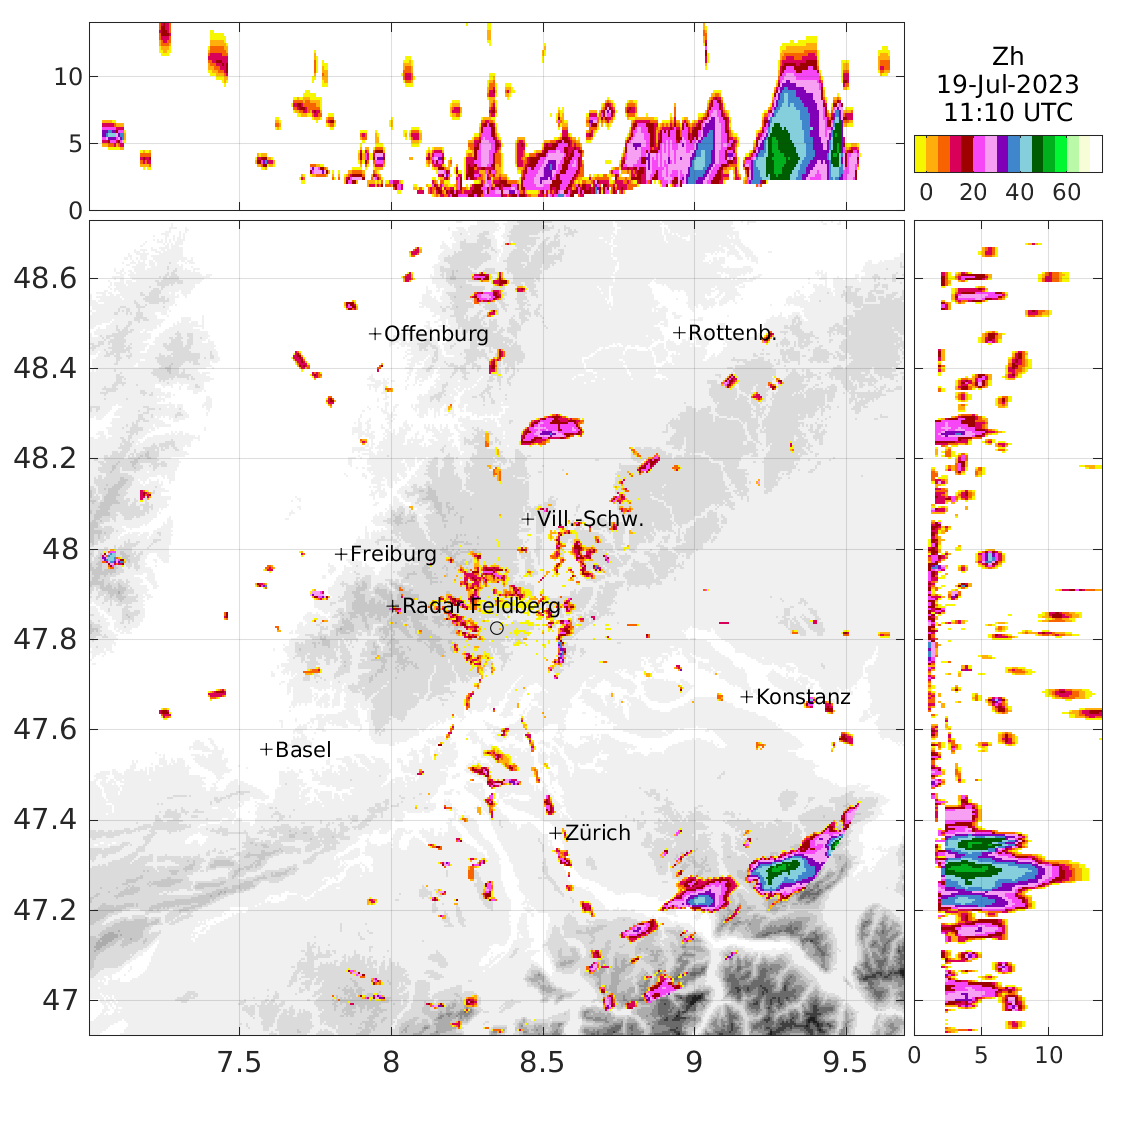 10
5
0
Zh
19-Jul-2023
11:10 UTC
0 20 40 60
48.6
48.4
48.2
48
47.8
47.6
47.4
47.2
47
+Offenburg
+Rottenb.
+Vill.-Schw.
+Freiburg
+Radar Feldberg
+Konstanz
+Basel
+Zürich
7.5 8 8.5 9 9.5
0 5 10